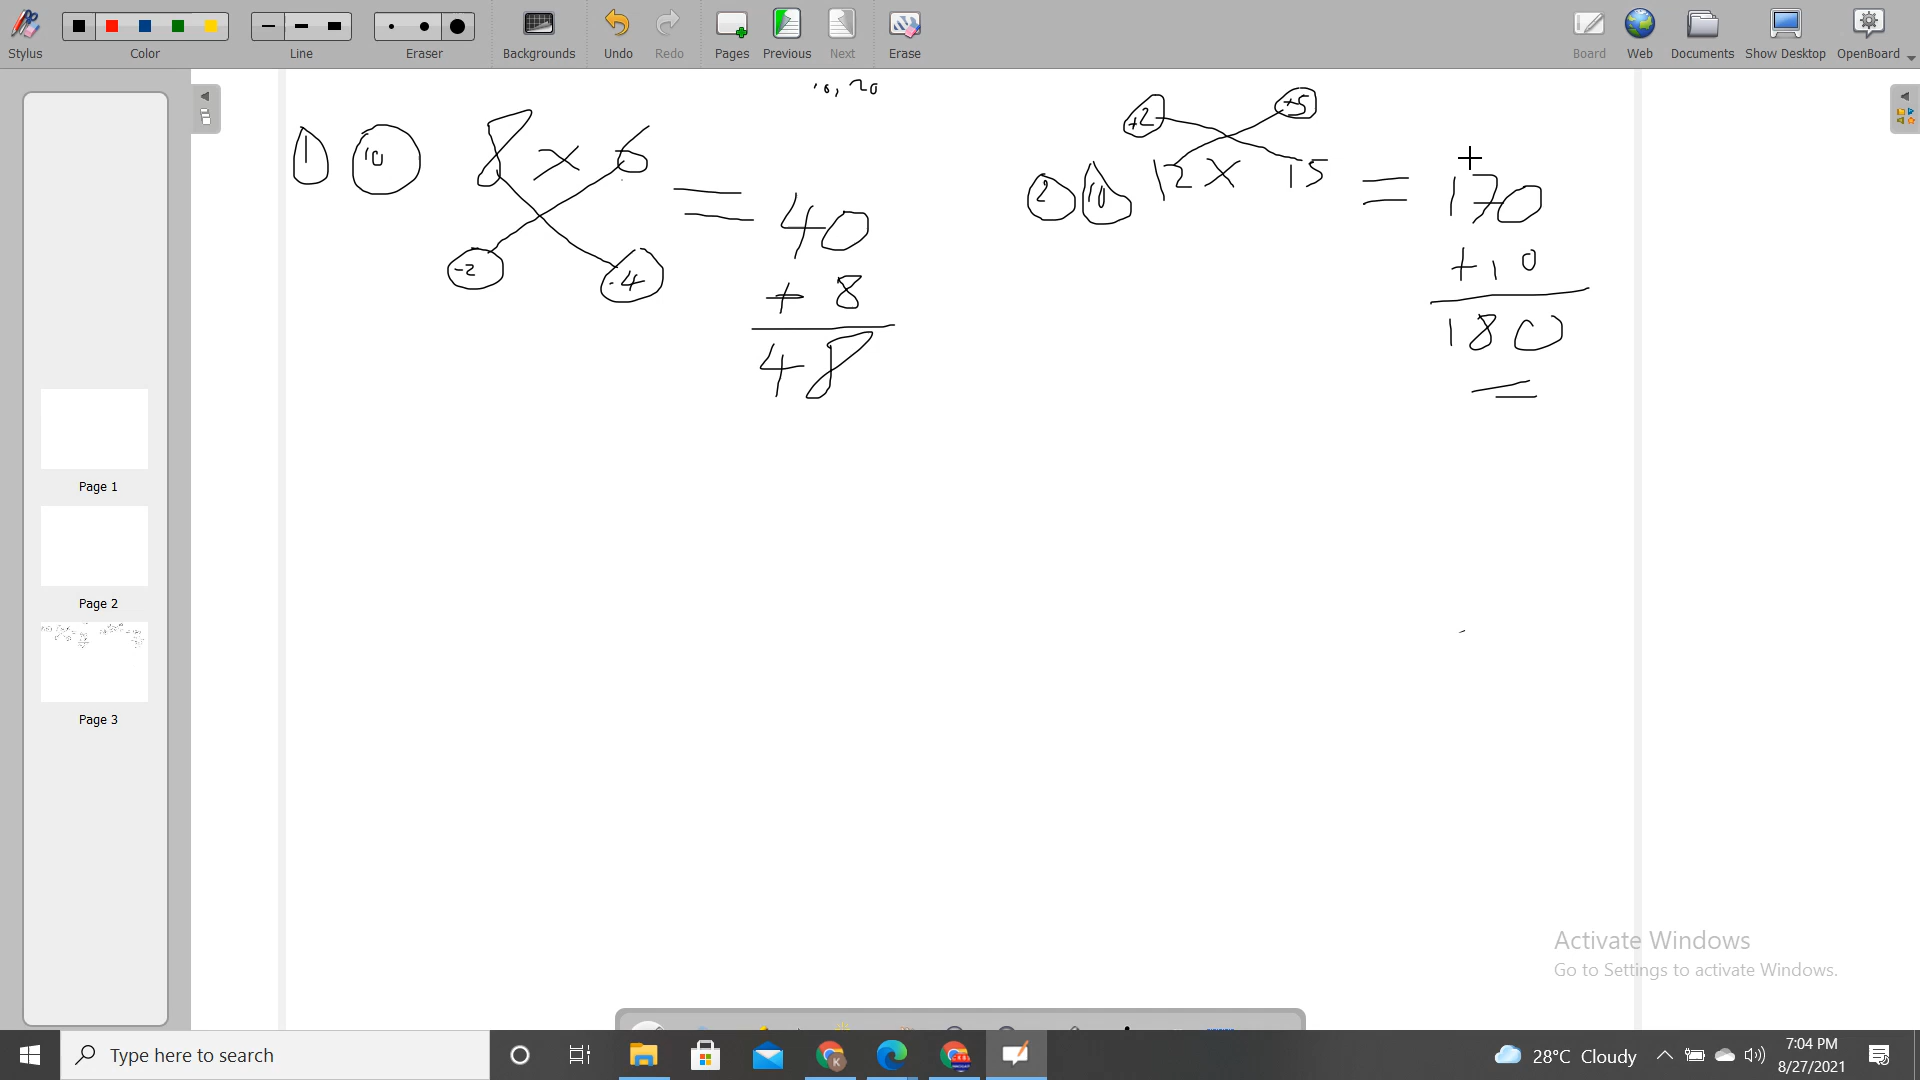 Stylus
Color
Line
Eraser
Backgrounds
Undo
Redo
Pages
Previous
Next
Erase
Board
Web
Documents
Show Desktop
OpenBoard
10, 20
1 10 8 x 6 = 40
-2 -4
+ 8
48
+2 +5
2 10 12 x 15 = 170
+10
180
Page 1
Page 2
Page 3
Activate Windows
Go to Settings to activate Windows.
Type here to search
28°C Cloudy
7:04 PM
8/27/2021